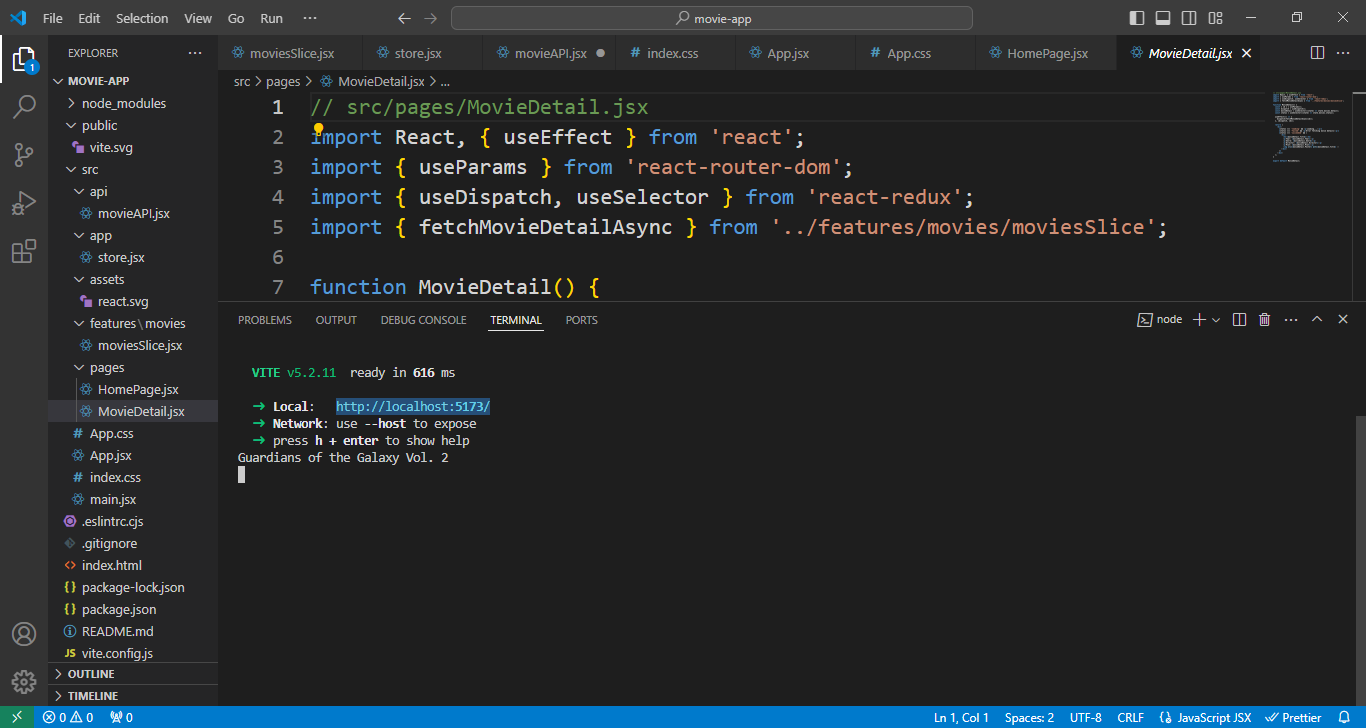 File Edit Selection View Go Run ··· movie-app
EXPLORER ···
moviesSlice.jsx store.jsx movieAPI.jsx # index.css App.jsx # App.css HomePage.jsx MovieDetail.jsx
MOVIE-APP
node_modules
public
vite.svg
src
api
movieAPI.jsx
app
store.jsx
assets
react.svg
features\movies
moviesSlice.jsx
pages
HomePage.jsx
MovieDetail.jsx
# App.css
App.jsx
# index.css
main.jsx
.eslintrc.cjs
.gitignore
index.html
package-lock.json
package.json
README.md
JS vite.config.js
OUTLINE
TIMELINE
1
src > pages > MovieDetail.jsx > ...
1 // src/pages/MovieDetail.jsx
2 import React, { useEffect } from 'react';
3 import { useParams } from 'react-router-dom';
4 import { useDispatch, useSelector } from 'react-redux';
5 import { fetchMovieDetailAsync } from '../features/movies/moviesSlice';
6
7 function MovieDetail() {
PROBLEMS OUTPUT DEBUG CONSOLE TERMINAL PORTS node
VITE v5.2.11 ready in 616 ms
➜ Local: http://localhost:5173/
➜ Network: use --host to expose
➜ press h + enter to show help
Guardians of the Galaxy Vol. 2
0 0 0 Ln 1, Col 1 Spaces: 2 UTF-8 CRLF JavaScript JSX Prettier